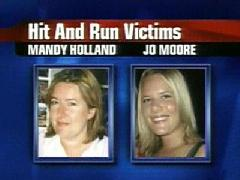 Hit And Run Victims
MANDY HOLLAND JO MOORE